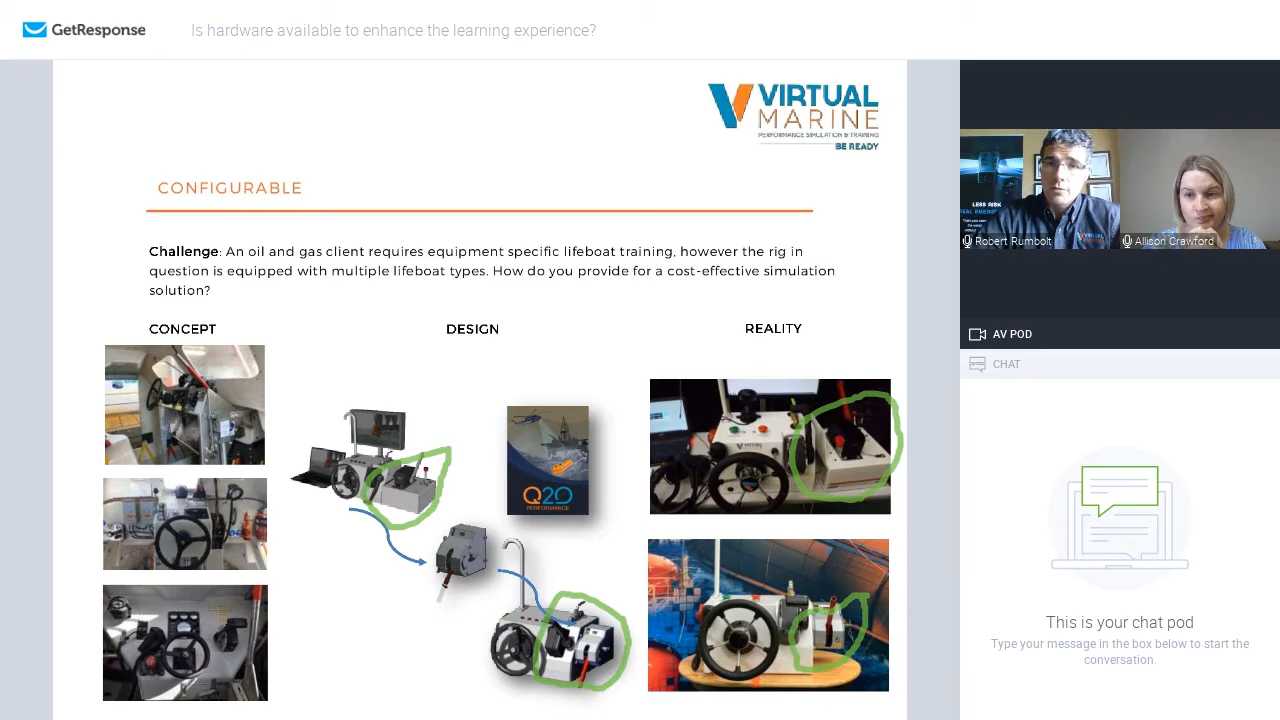 GetResponse
Is hardware available to enhance the learning experience?
VIRTUAL
MARINE
PERFORMANCE SIMULATION & TRAINING
BE READY
CONFIGURABLE
Challenge: An oil and gas client requires equipment specific lifeboat training, however the rig in
question is equipped with multiple lifeboat types. How do you provide for a cost-effective simulation
solution?
CONCEPT
DESIGN
REALITY
Q20
PERFORMANCE
LESS RISK
Robert Rumbolt
Allison Crawford
AV POD
CHAT
This is your chat pod
Type your message in the box below to start the
conversation.